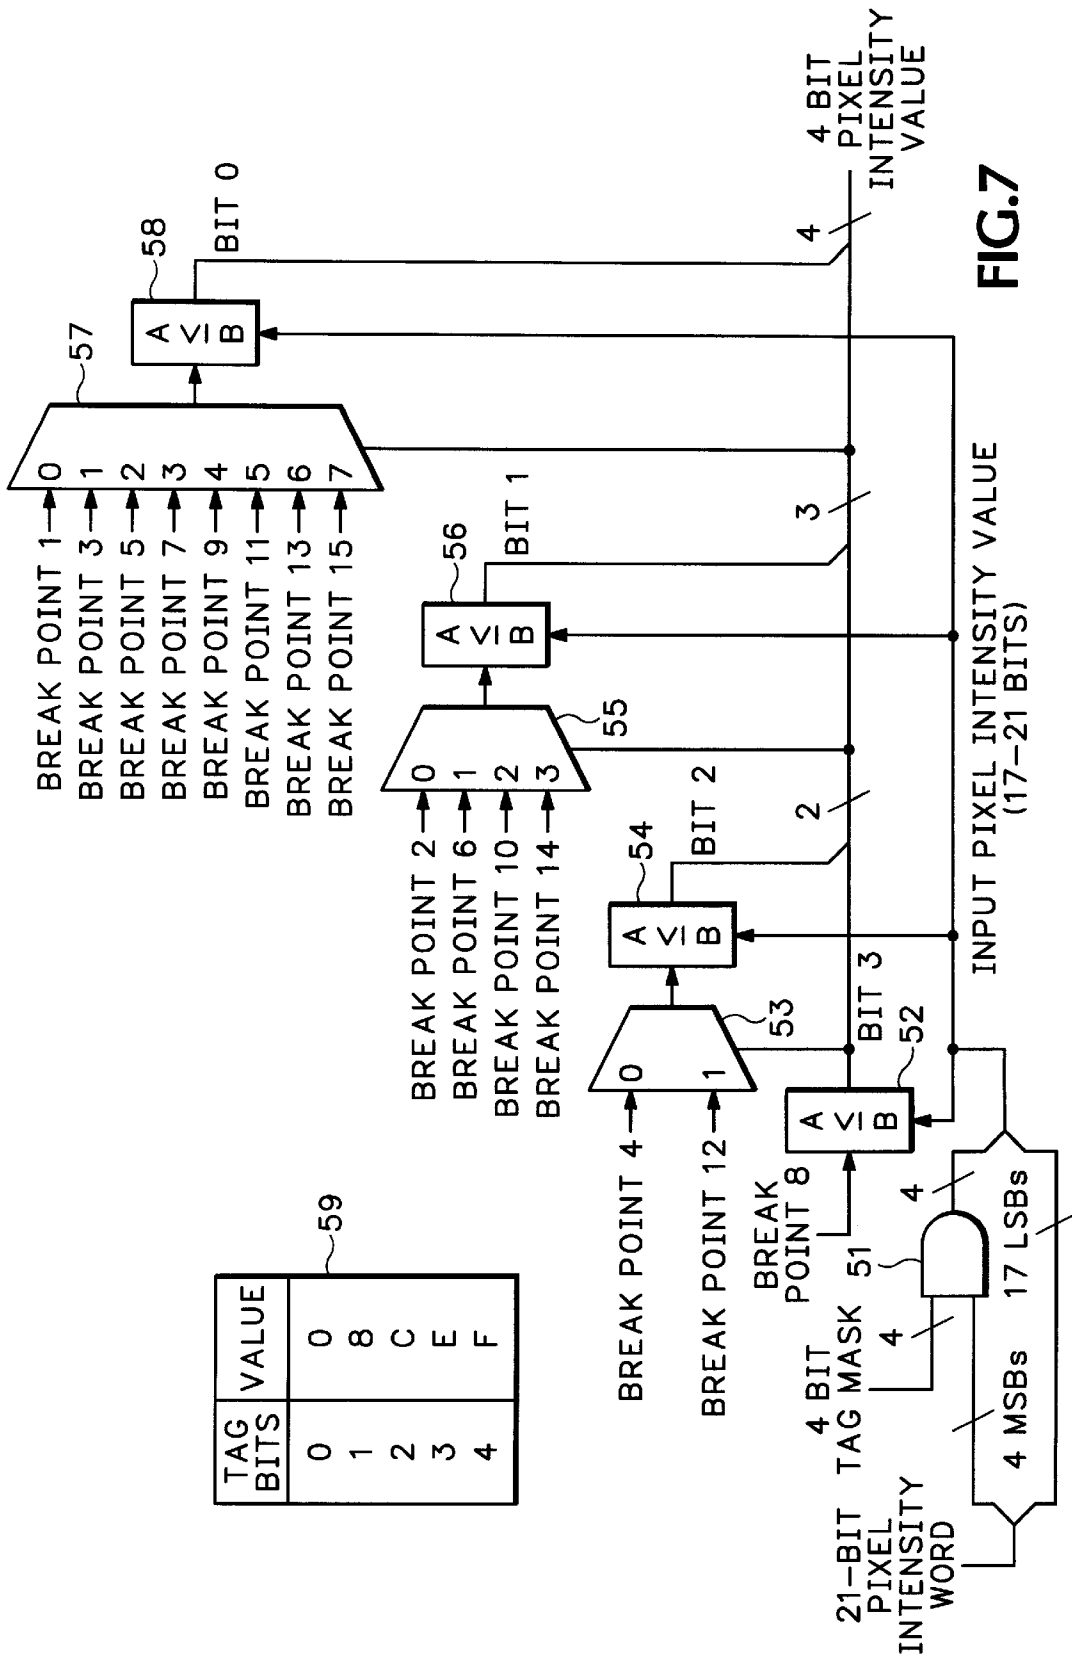 TAG
BITS
VALUE
0 0
1 8
2 C
3 E
4 F
59
BREAK POINT 1
BREAK POINT 3
BREAK POINT 5
BREAK POINT 7
BREAK POINT 9
BREAK POINT 11
BREAK POINT 13
BREAK POINT 15
0
1
2
3
4
5
6
7
57
A
≤
B
58
BIT 0
BREAK POINT 2
BREAK POINT 6
BREAK POINT 10
BREAK POINT 14
0
1
2
3
55
A
≤
B
56
BIT 1
BREAK POINT 4
BREAK POINT 12
0
1
53
A
≤
B
54
BIT 2
BREAK
POINT 8
A
≤
B
52
BIT 3
2
3
4
4 BIT
PIXEL
INTENSITY
VALUE
21-BIT
PIXEL
INTENSITY
WORD
4 BIT
TAG MASK
4
51
4
4 MSBs
17 LSBs
INPUT PIXEL INTENSITY VALUE
(17-21 BITS)
FIG.7